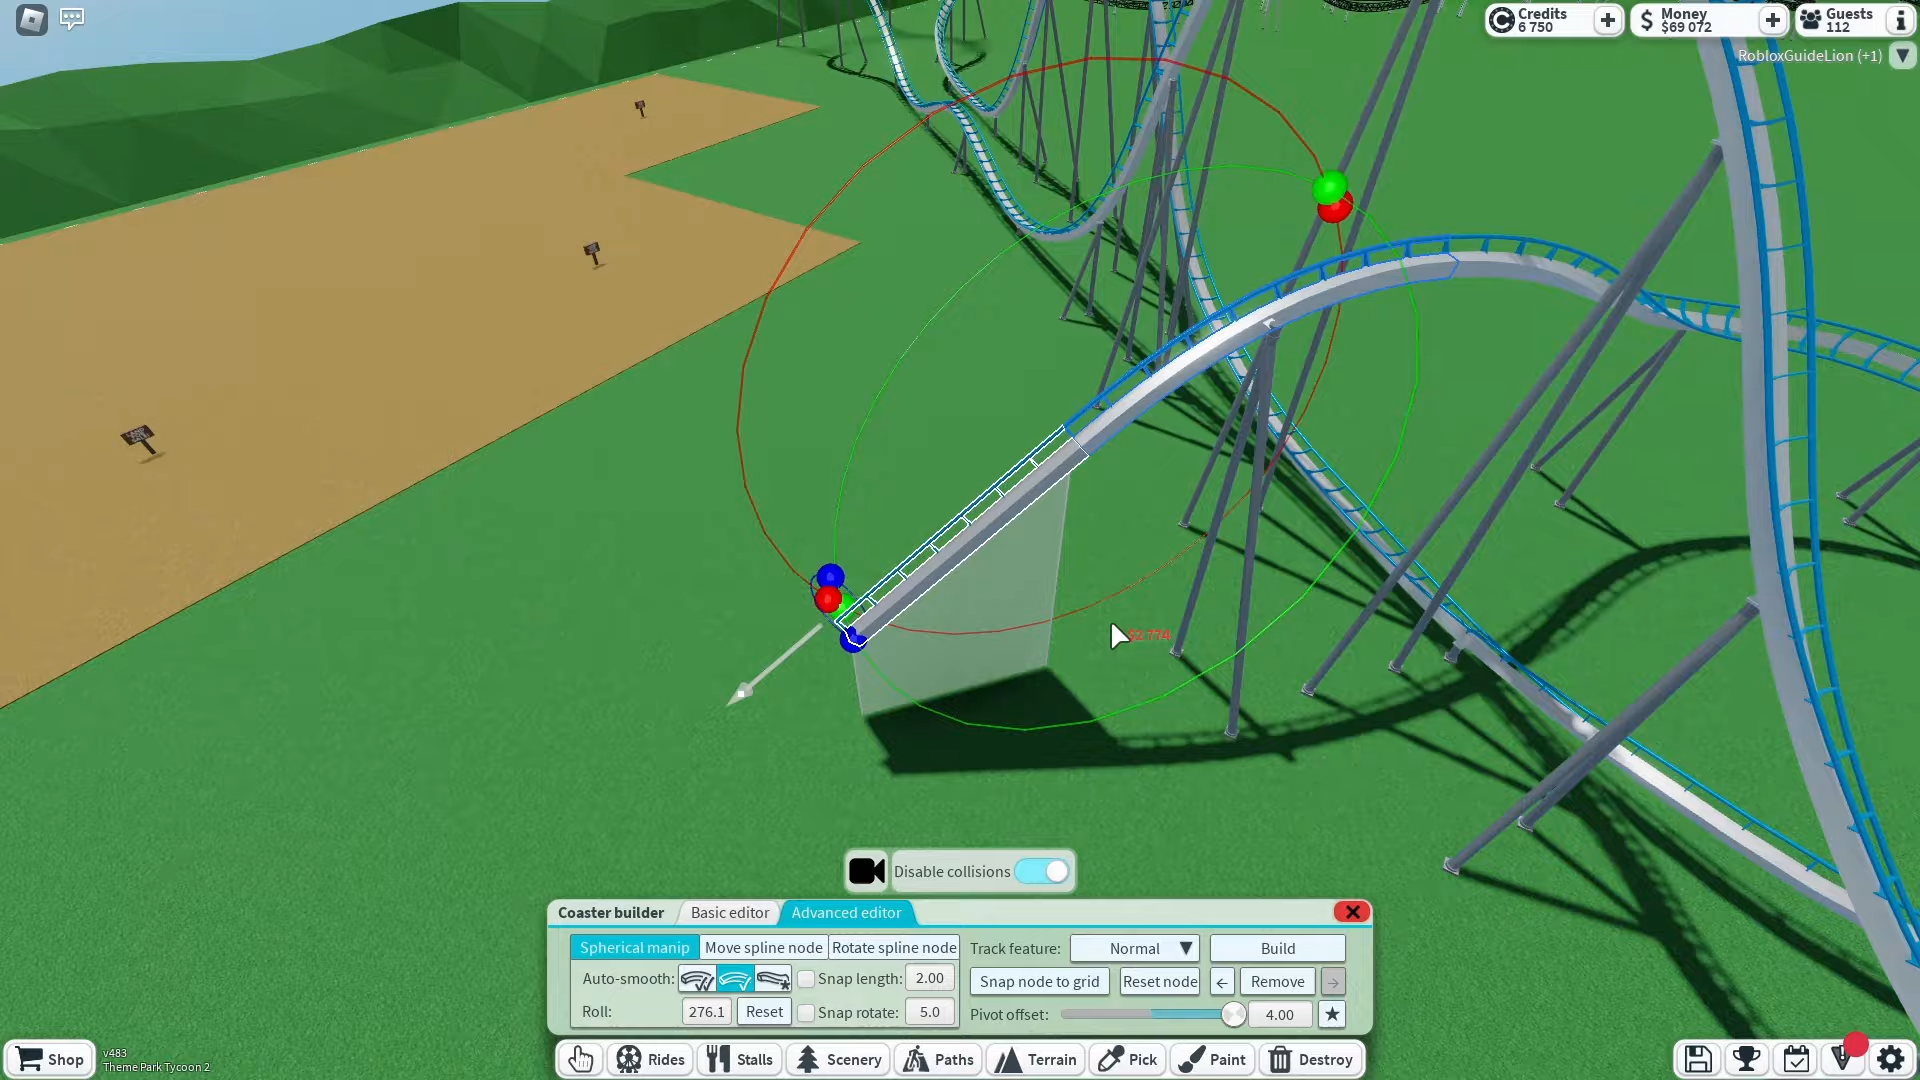 Credits
6 750
Money
$69 072
Guests
112
RobloxGuideLion (+1)
$2 774
Disable collisions
Coaster builder
Basic editor
Advanced editor
Spherical manip
Move spline node
Rotate spline node
Track feature:
Normal
Build
Auto-smooth:
Snap length:
2.00
Snap node to grid
Reset node
Remove
Roll:
276.1
Reset
Snap rotate:
5.0
Pivot offset:
4.00
Shop
v483
Theme Park Tycoon 2
Rides
Stalls
Scenery
Paths
Terrain
Pick
Paint
Destroy